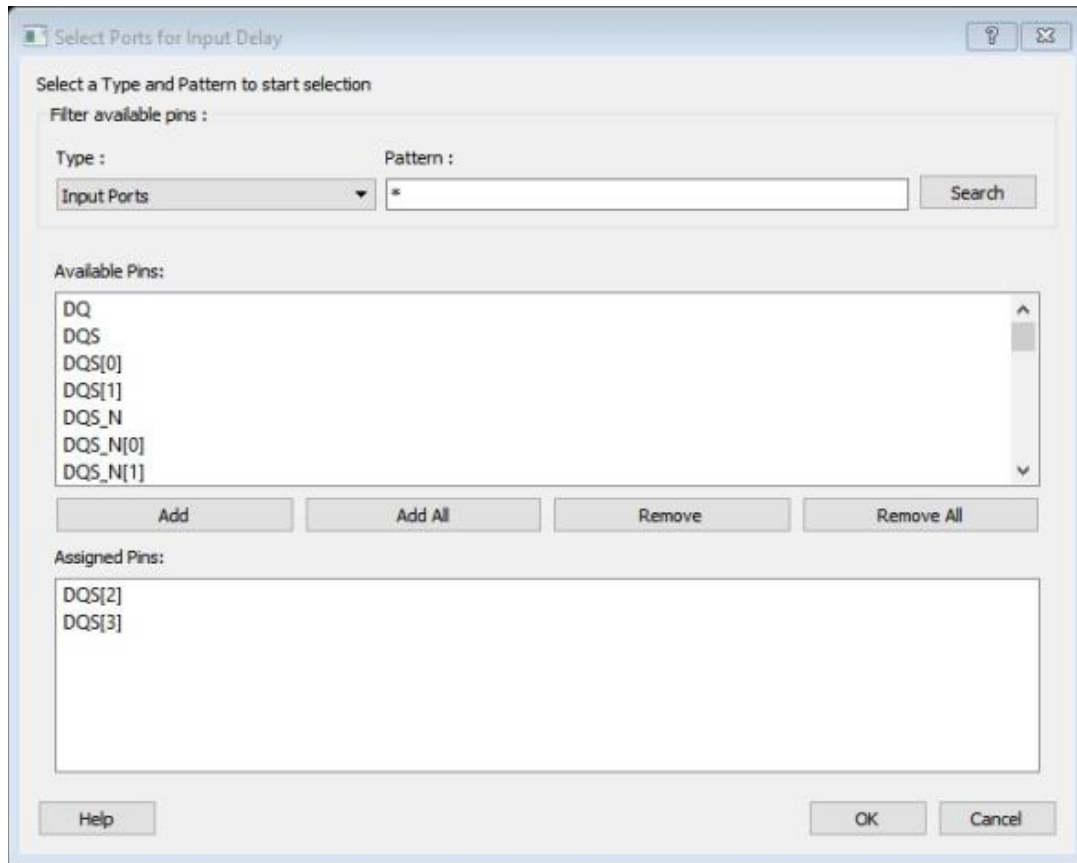 Select Ports for Input Delay
Select a Type and Pattern to start selection
Filter available pins :
Type : Pattern :
Input Ports * Search
Available Pins:
DQ
DQS
DQS[0]
DQS[1]
DQS_N
DQS_N[0]
DQS_N[1]
Add Add All Remove Remove All
Assigned Pins:
DQS[2]
DQS[3]
Help OK Cancel